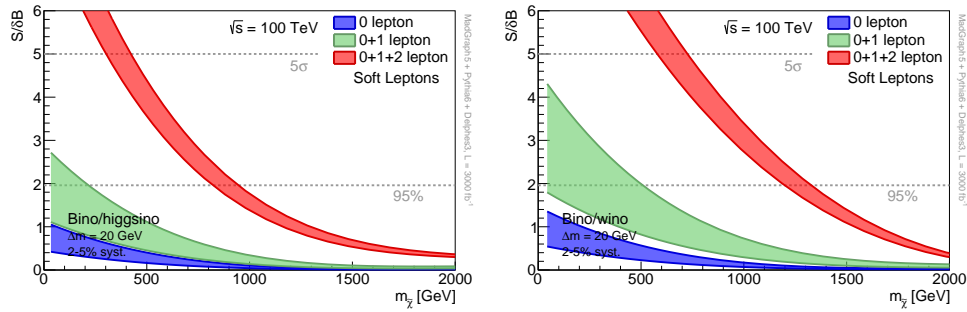 S/δB
6
5
4
3
2
1
0
0
500
1000
1500
2000
m_χ̃ [GeV]
√s = 100 TeV
0 lepton
0+1 lepton
0+1+2 lepton
Soft Leptons
5σ
95%
Bino/higgsino
Δm = 20 GeV
2-5% syst.
MadGraph5 + Pythia6 + Delphes3, L = 3000 fb⁻¹
S/δB
6
5
4
3
2
1
0
0
500
1000
1500
2000
m_χ̃ [GeV]
√s = 100 TeV
0 lepton
0+1 lepton
0+1+2 lepton
Soft Leptons
5σ
95%
Bino/wino
Δm = 20 GeV
2-5% syst.
MadGraph5 + Pythia6 + Delphes3, L = 3000 fb⁻¹